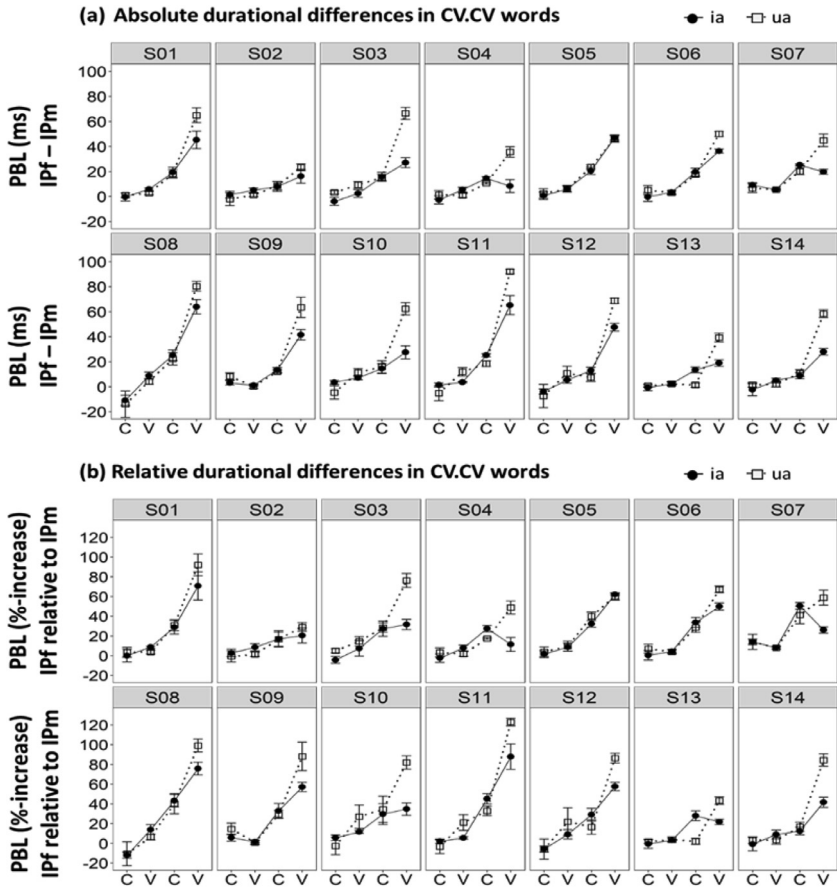 (a) Absolute durational differences in CV.CV words
ia ua
S01 S02 S03 S04 S05 S06 S07
PBL (ms)
IPf – IPm
100
80
60
40
20
0
-20
S08 S09 S10 S11 S12 S13 S14
PBL (ms)
IPf – IPm
100
80
60
40
20
0
-20
C V C V C V C V C V C V C V C V C V C V C V C V C V C V
(b) Relative durational differences in CV.CV words
ia ua
S01 S02 S03 S04 S05 S06 S07
PBL (%-increase)
IPf relative to IPm
120
100
80
60
40
20
0
-20
S08 S09 S10 S11 S12 S13 S14
PBL (%-increase)
IPf relative to IPm
120
100
80
60
40
20
0
-20
C V C V C V C V C V C V C V C V C V C V C V C V C V C V